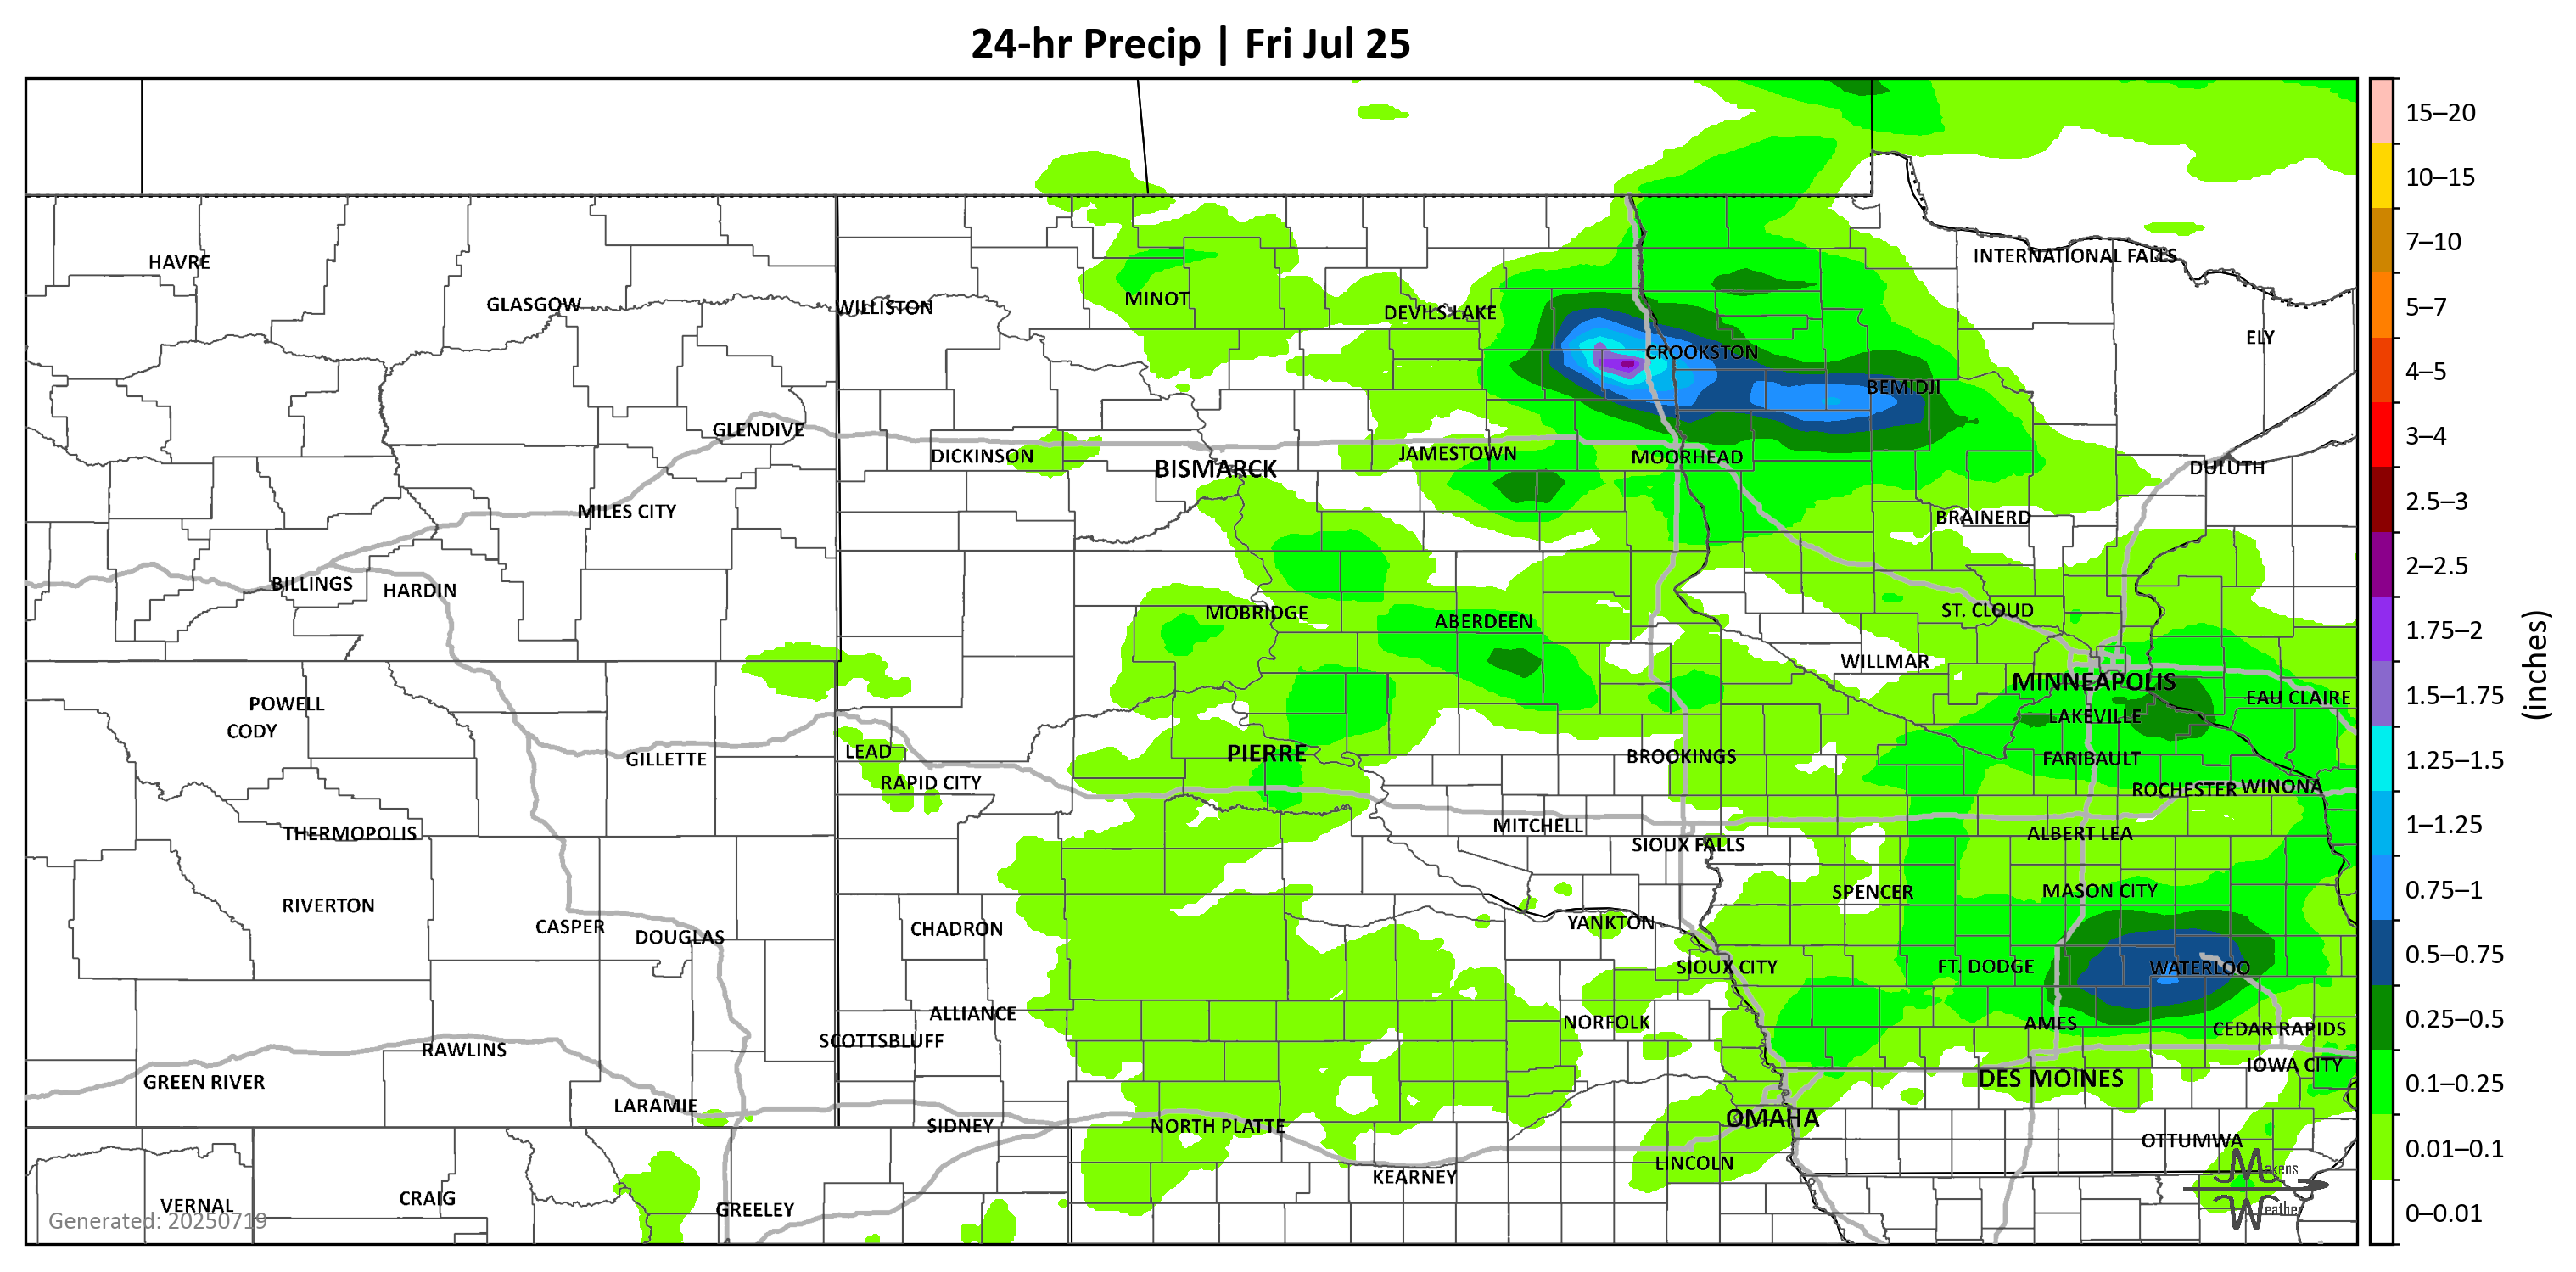 24-hr Precip | Fri Jul 25
15–20
10–15
7–10
5–7
4–5
3–4
2.5–3
2–2.5
1.75–2
1.5–1.75
1.25–1.5
1–1.25
0.75–1
0.5–0.75
0.25–0.5
0.1–0.25
0.01–0.1
0–0.01
(inches)
INTERNATIONAL FALLS
HAVRE
MINOT
GLASGOW
WILLISTON
DEVILS LAKE
ELY
CROOKSTON
BEMIDJI
GLENDIVE
JAMESTOWN
DICKINSON
MOORHEAD
BISMARCK
DULUTH
MILES CITY
BRAINERD
BILLINGS
HARDIN
ST. CLOUD
MOBRIDGE
ABERDEEN
WILLMAR
MINNEAPOLIS
EAU CLAIRE
POWELL
LAKEVILLE
CODY
LEAD
PIERRE
BROOKINGS
GILLETTE
FARIBAULT
RAPID CITY
ROCHESTER
WINONA
MITCHELL
THERMOPOLIS
ALBERT LEA
SIOUX FALLS
SPENCER
MASON CITY
RIVERTON
YANKTON
CASPER
CHADRON
DOUGLAS
SIOUX CITY
FT. DODGE
WATERLOO
ALLIANCE
NORFOLK
AMES
CEDAR RAPIDS
SCOTTSBLUFF
RAWLINS
IOWA CITY
GREEN RIVER
DES MOINES
LARAMIE
OMAHA
SIDNEY
NORTH PLATTE
OTTUMWA
LINCOLN
KEARNEY
CRAIG
VERNAL
GREELEY
Generated: 20250719
Makens
Weather